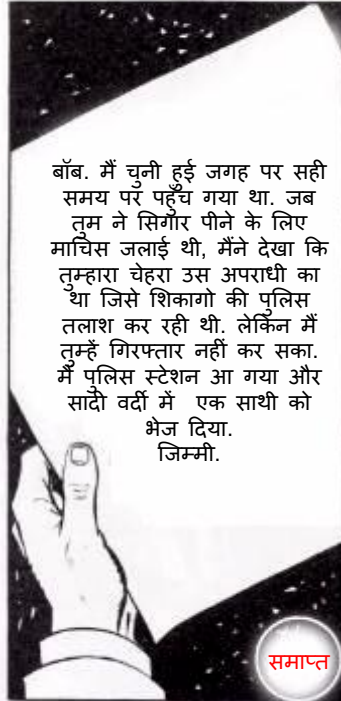 बॉब. मैं चुनी हुई जगह पर सही
समय पर पहुँच गया था. जब
तुम ने सिगार पीने के लिए
माचिस जलाई थी, मैंने देखा कि
तुम्हारा चेहरा उस अपराधी का
था जिसे शिकागो की पुलिस
तलाश कर रही थी. लेकिन मैं
तुम्हें गिरफ्तार नहीं कर सका.
मैं पुलिस स्टेशन आ गया और
सादी वर्दी में एक साथी को
भेज दिया.
जिम्मी.
समाप्त